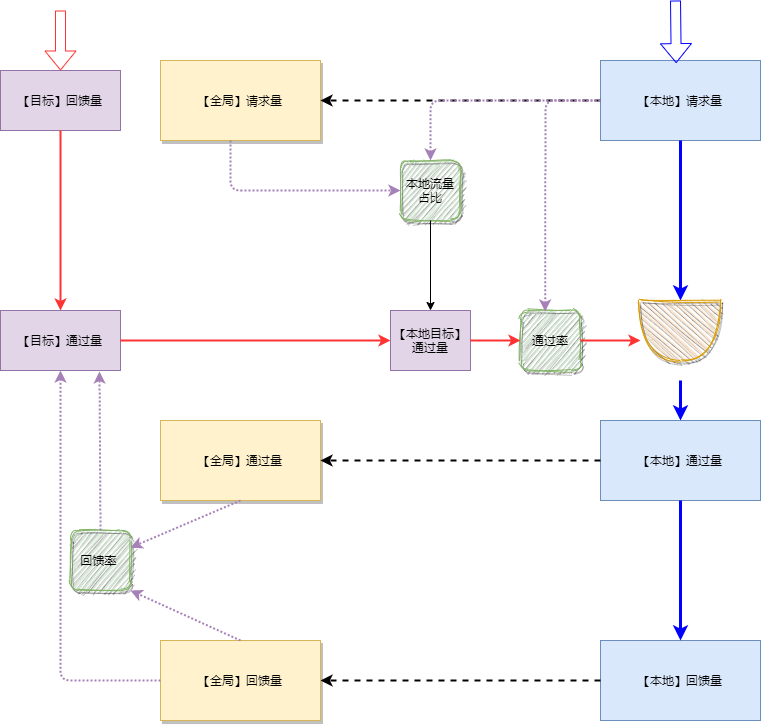 【目标】回馈量
【全局】请求量
【本地】请求量
本地流量
占比
【目标】通过量
【本地目标】
通过量
通过率
【全局】通过量
【本地】通过量
回馈率
【全局】回馈量
【本地】回馈量